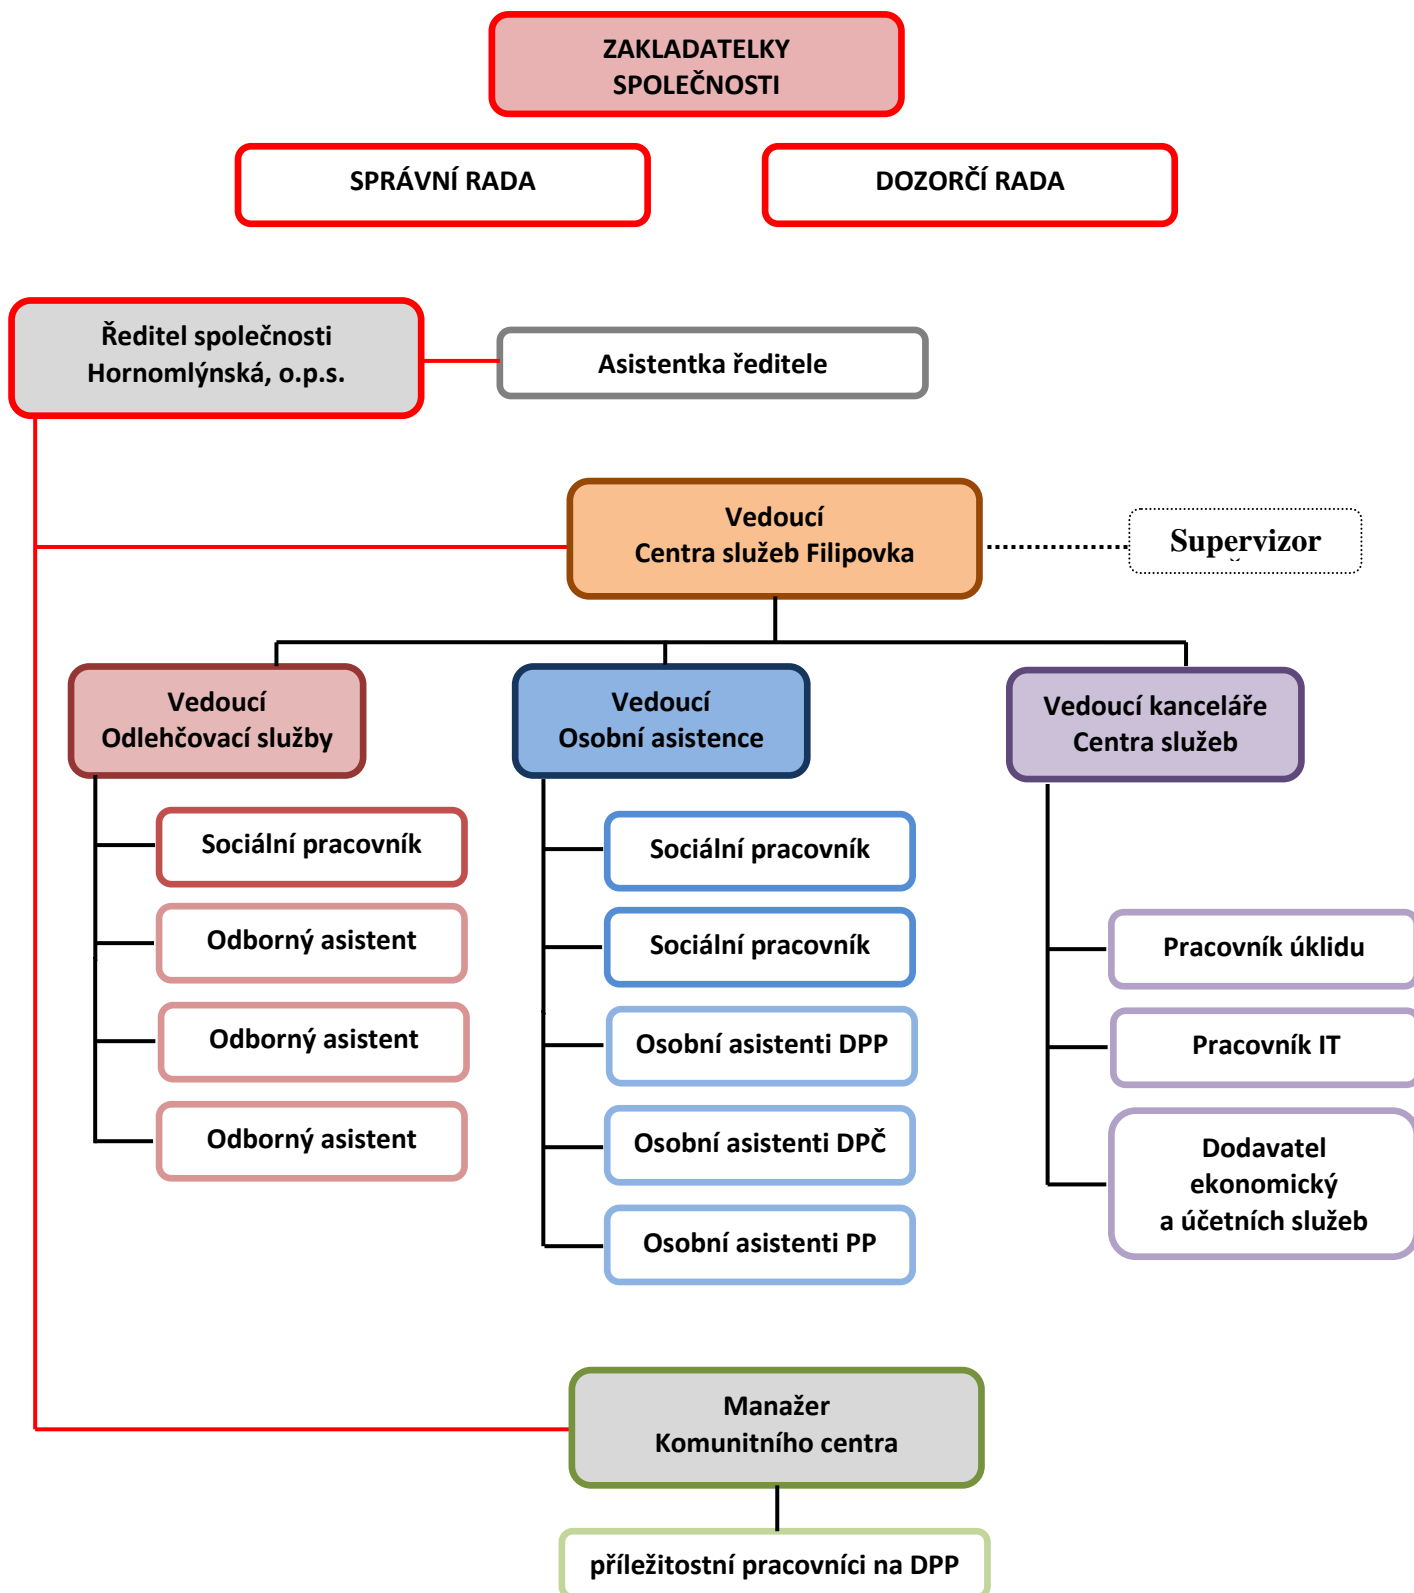 ZAKLADATELKY
SPOLEČNOSTI
SPRÁVNÍ RADA
DOZORČÍ RADA
Ředitel společnosti
Hornomlýnská, o.p.s.
Asistentka ředitele
Vedoucí
Centra služeb Filipovka
Supervizor
Vedoucí
Odlehčovací služby
Vedoucí
Osobní asistence
Vedoucí kanceláře
Centra služeb
Sociální pracovník
Odborný asistent
Odborný asistent
Odborný asistent
Sociální pracovník
Sociální pracovník
Osobní asistenti DPP
Osobní asistenti DPČ
Osobní asistenti PP
Pracovník úklidu
Pracovník IT
Dodavatel
ekonomický
a účetních služeb
Manažer
Komunitního centra
příležitostní pracovníci na DPP